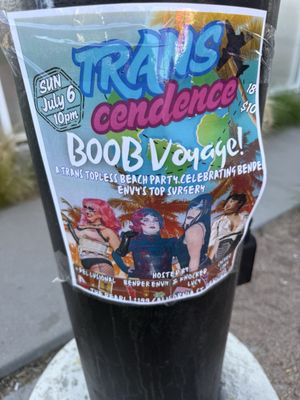 TRANS
cendence
SUN
July 6
10pm
18
$10
BOOB Voyage!
A TRANS TOPLESS BEACH PARTY CELEBRATING BENDE
ENVY'S TOP SURGERY
HOSTED BY
BENDER ENVY & KNOCKED
LUCY